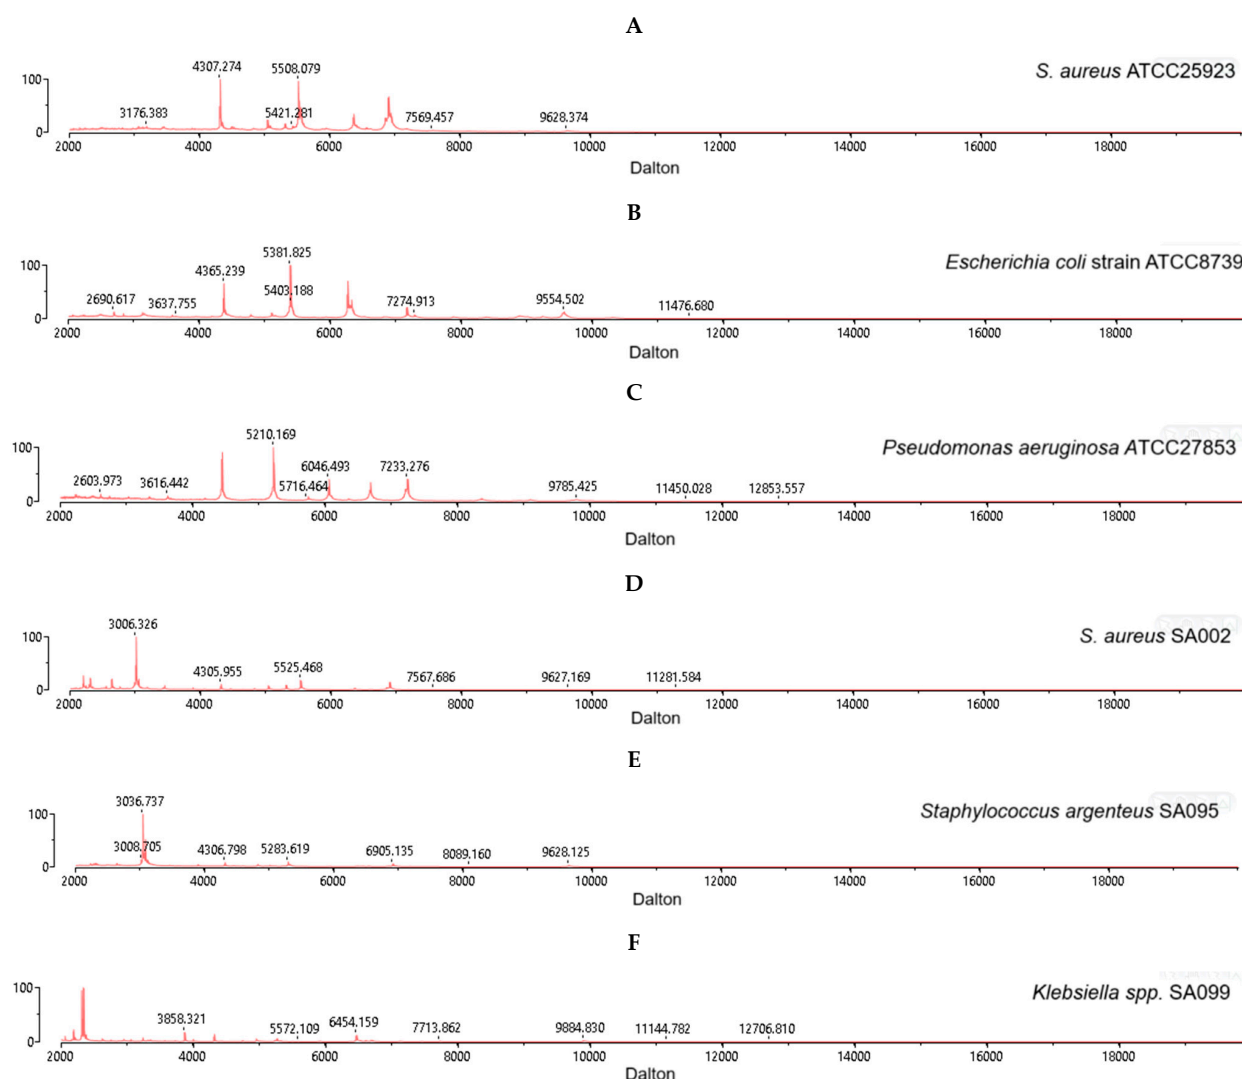 A
S. aureus ATCC25923
100
0
4307.274
5508.079
3176.383
5421.281
7569.457
9628.374
2000 4000 6000 8000 10000 12000 14000 16000 18000
Dalton
B
Escherichia coli strain ATCC8739
100
0
5381.825
4365.239
5403.188
2690.617
3637.755
7274.913
9554.502
11476.680
2000 4000 6000 8000 10000 12000 14000 16000 18000
Dalton
C
Pseudomonas aeruginosa ATCC27853
100
0
5210.169
6046.493
7233.276
2603.973
3616.442
5716.464
9785.425
11450.028
12853.557
2000 4000 6000 8000 10000 12000 14000 16000 18000
Dalton
D
S. aureus SA002
100
0
3006.326
4305.955
5525.468
7567.686
9627.169
11281.584
2000 4000 6000 8000 10000 12000 14000 16000 18000
Dalton
E
Staphylococcus argenteus SA095
100
0
3036.737
3008.705
4306.798
5283.619
6905.135
8089.160
9628.125
2000 4000 6000 8000 10000 12000 14000 16000 18000
Dalton
F
Klebsiella spp. SA099
100
0
3858.321
5572.109
6454.159
7713.862
9884.830
11144.782
12706.810
2000 4000 6000 8000 10000 12000 14000 16000 18000
Dalton